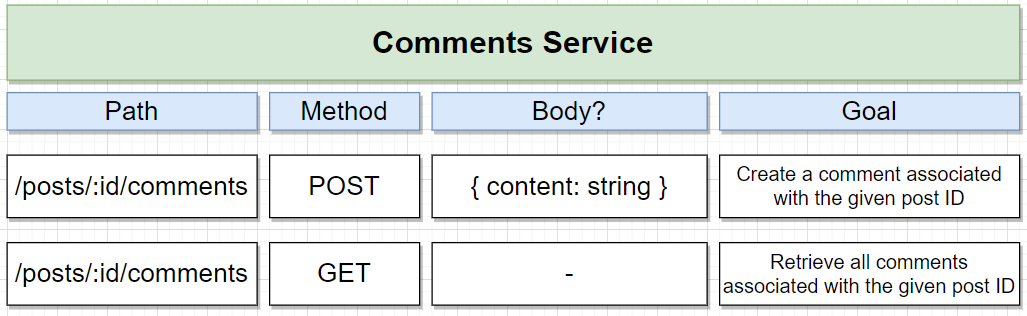 Comments Service
Path Method Body? Goal
/posts/:id/comments POST { content: string } Create a comment associated
with the given post ID
/posts/:id/comments GET - Retrieve all comments
associated with the given post ID